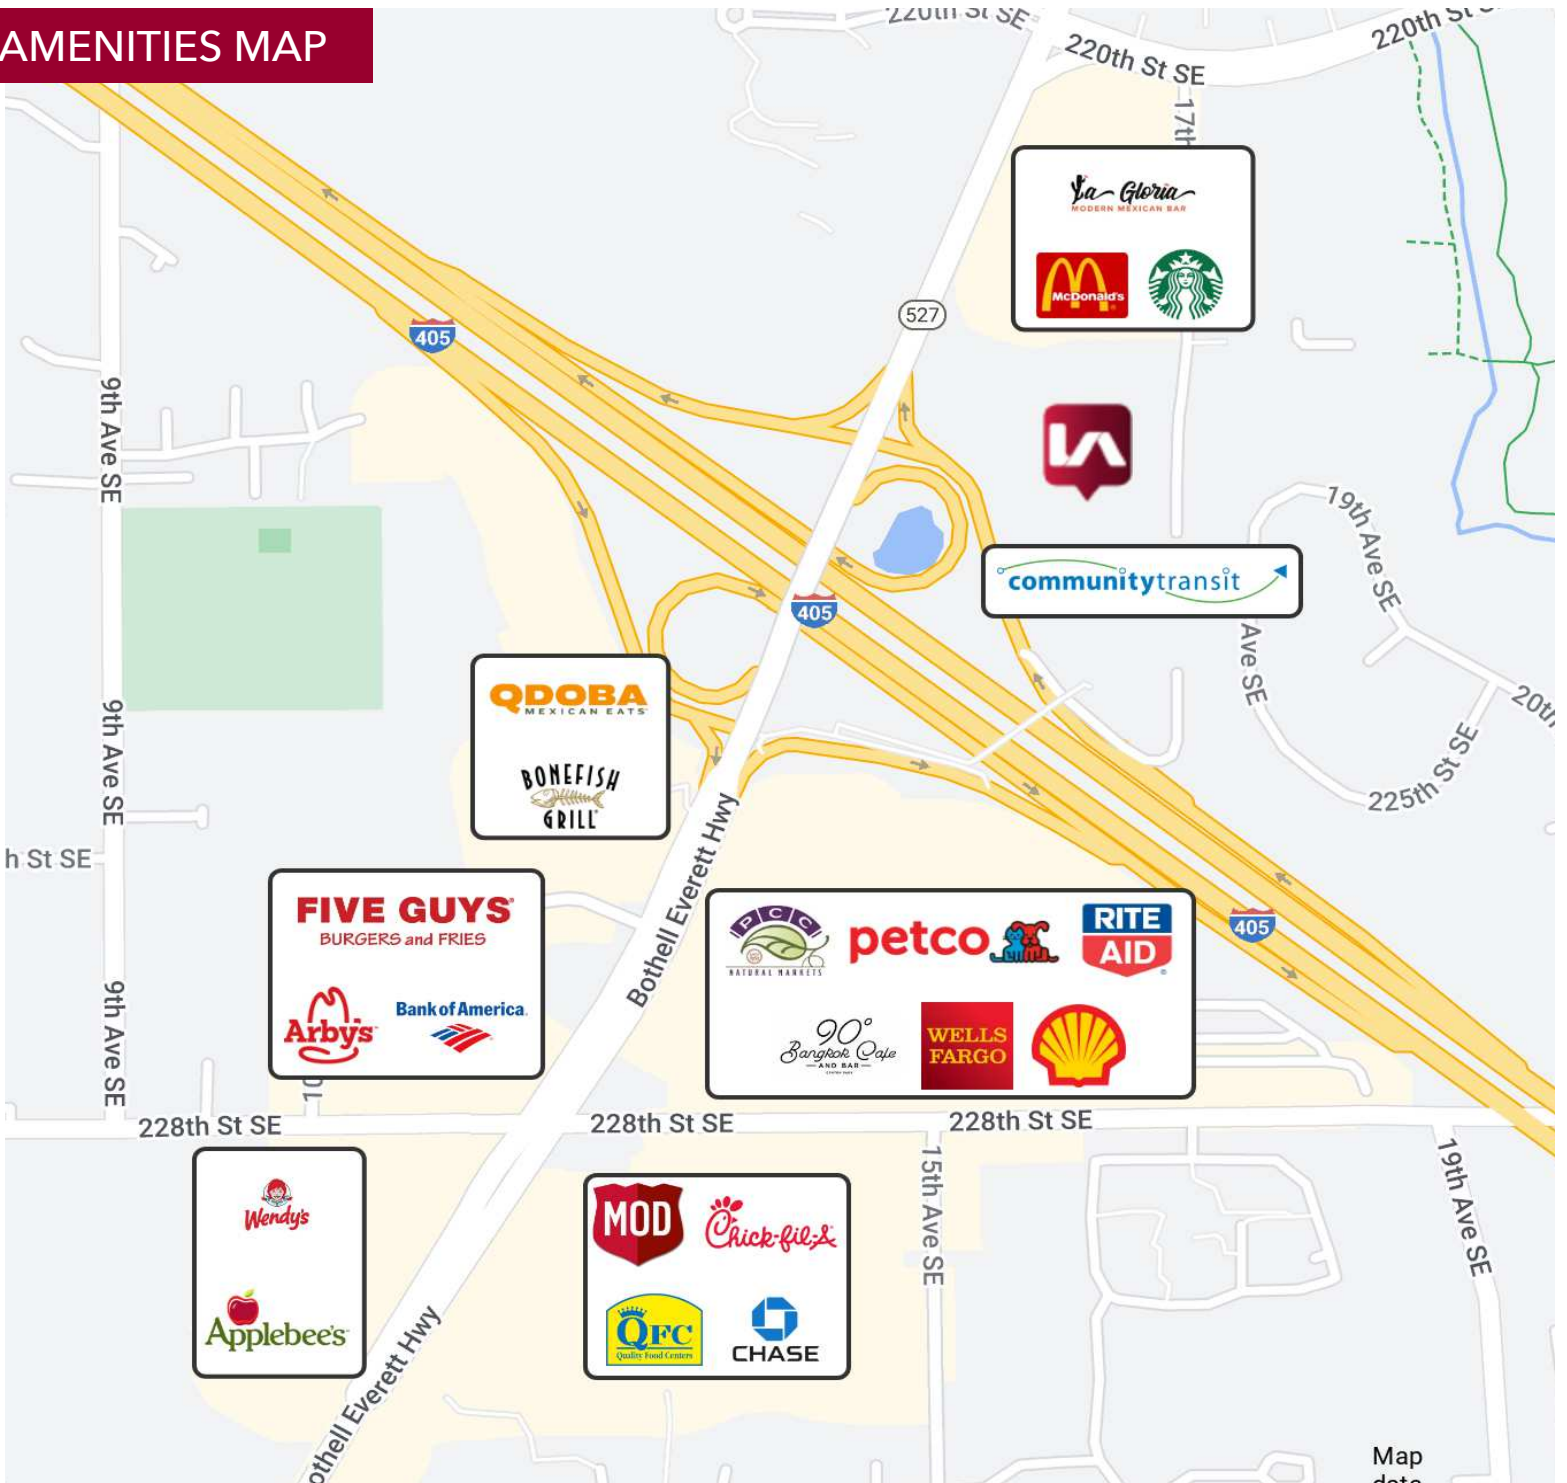 AMENITIES MAP
220th St SE
220th St SE
17th
La Gloria
MODERN MEXICAN BAR
McDonald's
527
405
9th Ave SE
LA
19th Ave SE
communitytransit
405
Ave SE
QDOBA
MEXICAN EATS
BONEFISH
GRILL
9th Ave SE
20th
225th St SE
h St SE
Bothell Everett Hwy
FIVE GUYS
BURGERS and FRIES
Arby's
Bank of America
PCC
NATURAL MARKETS
petco
RITE
AID
405
90°
Bangkok Cafe
AND BAR
WELLS
FARGO
9th Ave SE
228th St SE
228th St SE
228th St SE
Wendy's
Applebee's
MOD
Chick-fil-A
QFC
Quality Food Centers
CHASE
15th Ave SE
19th Ave SE
othell Everett Hwy
Map
data